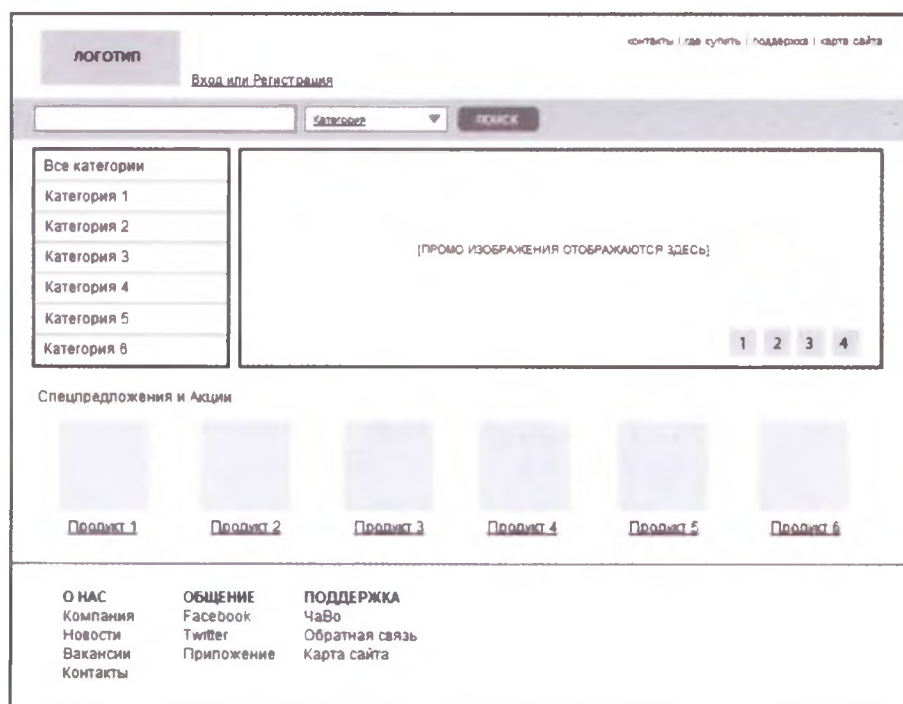 ЛОГОТИП
контакты | где купить | поддержка | карта сайта
Вход или Регистрация
Категория ПОИСК
Все категории
Категория 1
Категория 2
Категория 3
Категория 4
Категория 5
Категория 6
[ПРОМО ИЗОБРАЖЕНИЯ ОТОБРАЖАЮТСЯ ЗДЕСЬ]
1 2 3 4
Спецпредложения и Акции
Продукт 1 Продукт 2 Продукт 3 Продукт 4 Продукт 5 Продукт 6
О НАС ОБЩЕНИЕ ПОДДЕРЖКА
Компания Facebook ЧаВо
Новости Twitter Обратная связь
Вакансии Приложение Карта сайта
Контакты